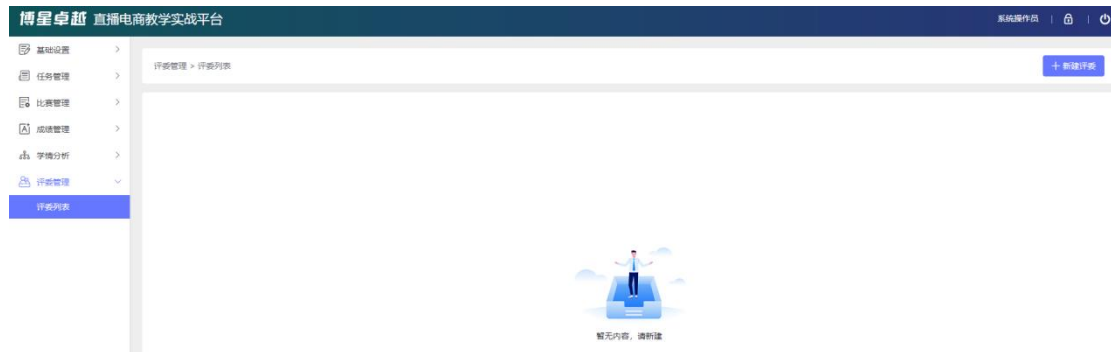 博星卓越 直播电商教学实战平台
系统操作员
基础设置
任务管理
比赛管理
成绩管理
学情分析
评委管理
评委列表
评委管理 > 评委列表
+ 新建评委
暂无内容，请新建